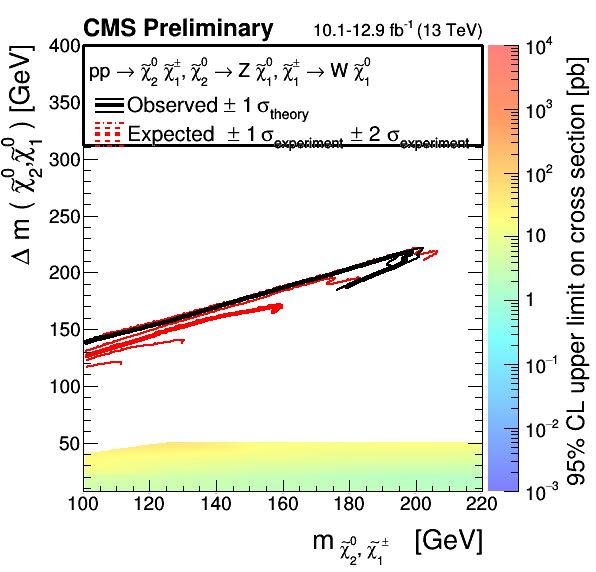 CMS Preliminary 10.1-12.9 fb⁻¹ (13 TeV)
pp → χ̃⁰₂ χ̃±₁, χ̃⁰₂ → Z χ̃⁰₁, χ̃±₁ → W χ̃⁰₁
Observed ± 1 σtheory
Expected ± 1 σexperiment ± 2 σexperiment
Δ m ( χ̃⁰₂, χ̃⁰₁ ) [GeV]
400
350
300
250
200
150
100
50
100 120 140 160 180 200 220
m χ̃⁰₂, χ̃±₁ [GeV]
10⁴
10³
10²
10
1
10⁻¹
10⁻²
10⁻³
95% CL upper limit on cross section [pb]